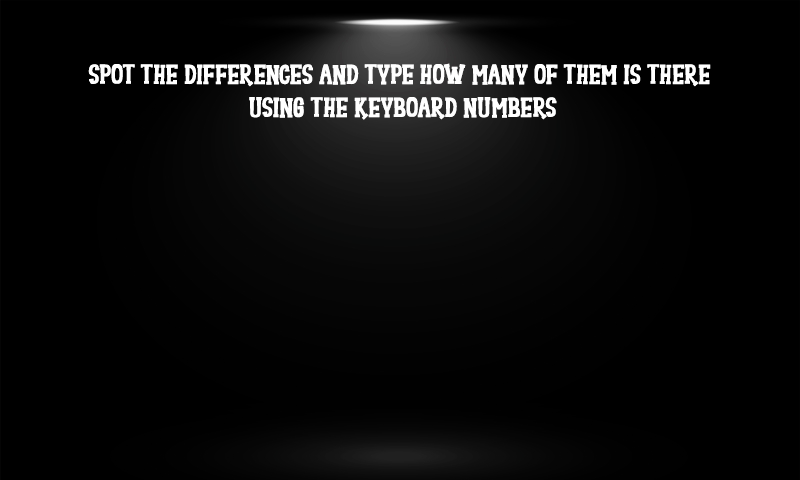 SPOT THE DIFFERENCES AND TYPE HOW MANY OF THEM IS THERE
USING THE KEYBOARD NUMBERS